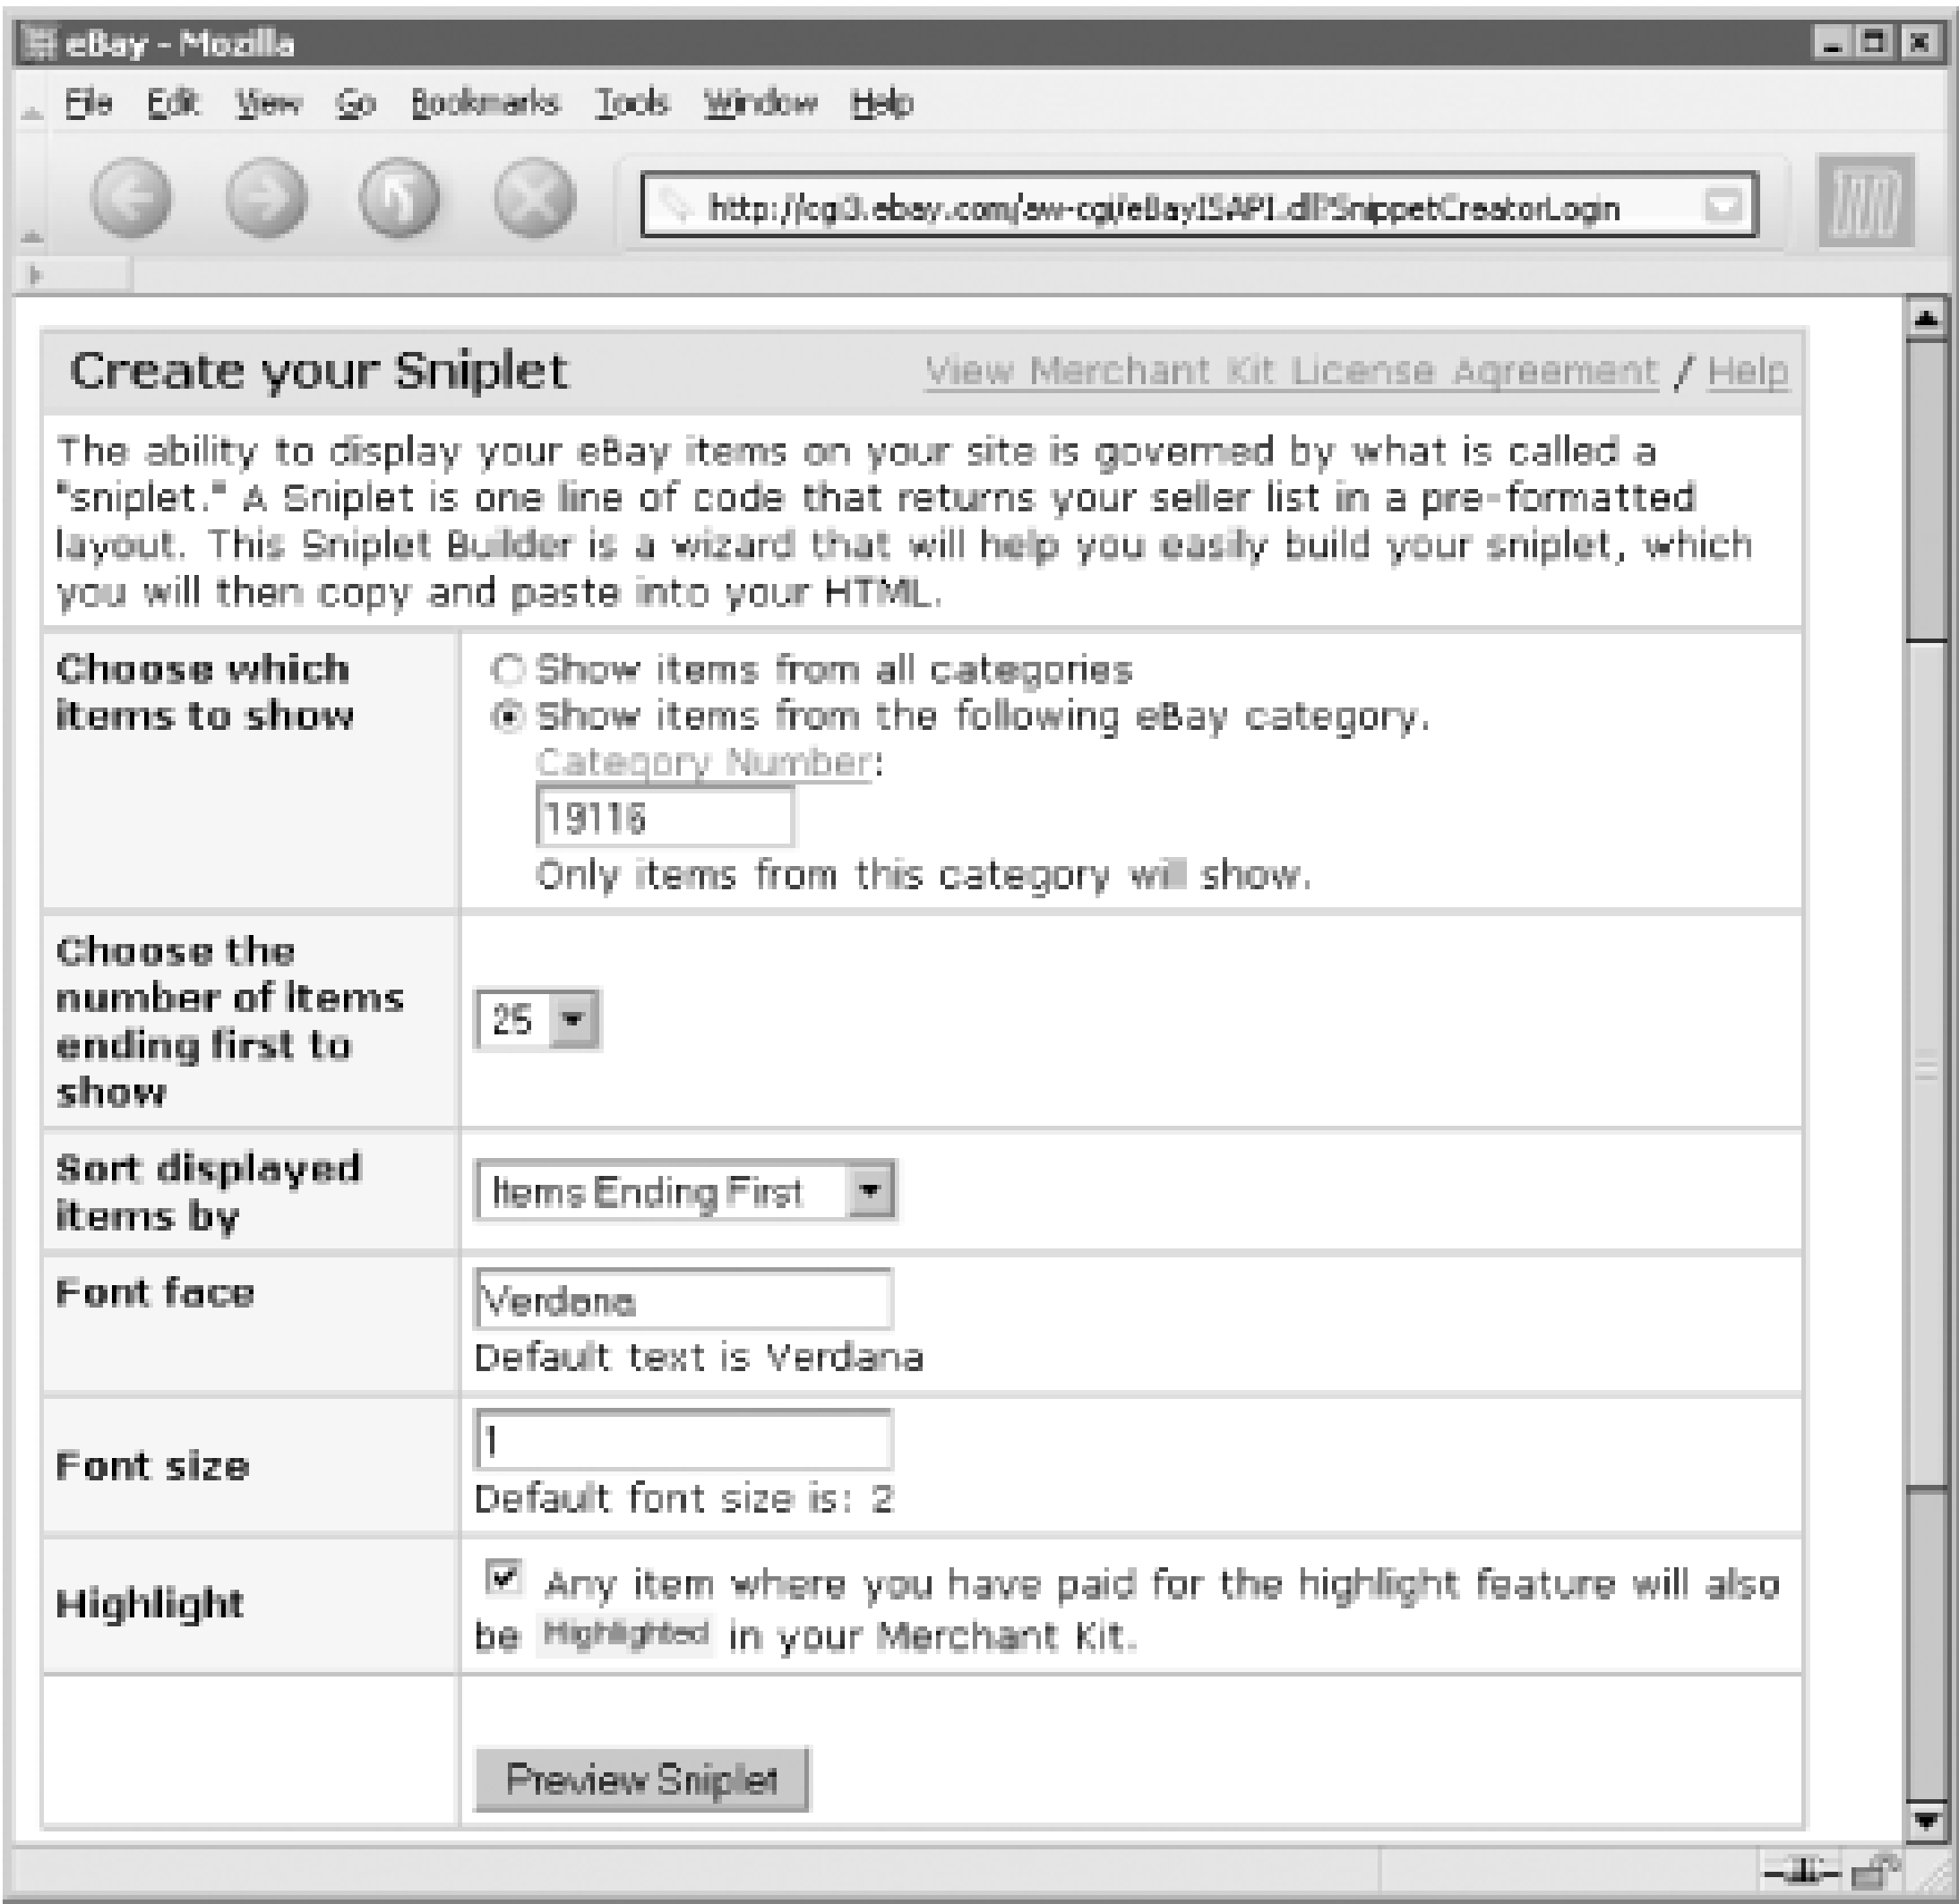 eBay - Mozilla
File Edit View Go Bookmarks Tools Window Help
http://cgi3.ebay.com/aw-cgi/eBayISAPI.dll?SnippetCreatorLogin
Create your Sniplet View Merchant Kit License Agreement / Help
The ability to display your eBay items on your site is governed by what is called a
"sniplet." A Sniplet is one line of code that returns your seller list in a pre-formatted
layout. This Sniplet Builder is a wizard that will help you easily build your sniplet, which
you will then copy and paste into your HTML.
Choose which
items to show
Show items from all categories
Show items from the following eBay category.
Category Number:
19116
Only items from this category will show.
Choose the
number of items
ending first to
show
25
Sort displayed
items by
Items Ending First
Font face
Verdana
Default text is Verdana
Font size
1
Default font size is: 2
Highlight
Any item where you have paid for the highlight feature will also
be Highlighted in your Merchant Kit.
Preview Sniplet